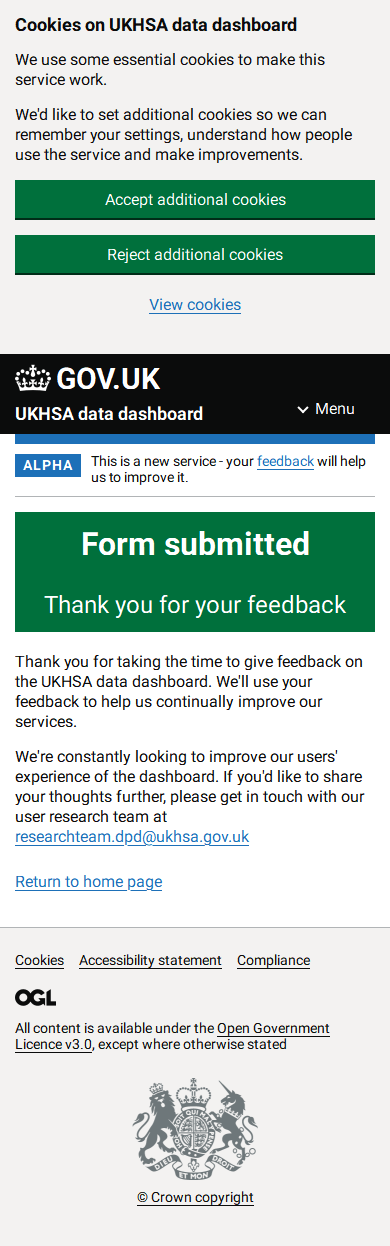 Cookies on UKHSA data dashboard
We use some essential cookies to make this
service work.
We'd like to set additional cookies so we can
remember your settings, understand how people
use the service and make improvements.
Accept additional cookies
Reject additional cookies
View cookies
GOV.UK
UKHSA data dashboard
Menu
ALPHA
This is a new service - your feedback will help
us to improve it.
Form submitted
Thank you for your feedback
Thank you for taking the time to give feedback on
the UKHSA data dashboard. We'll use your
feedback to help us continually improve our
services.
We're constantly looking to improve our users'
experience of the dashboard. If you'd like to share
your thoughts further, please get in touch with our
user research team at
researchteam.dpd@ukhsa.gov.uk
Return to home page
Cookies Accessibility statement Compliance
OGL
All content is available under the Open Government
Licence v3.0, except where otherwise stated
DIEU ET MON DROIT
© Crown copyright